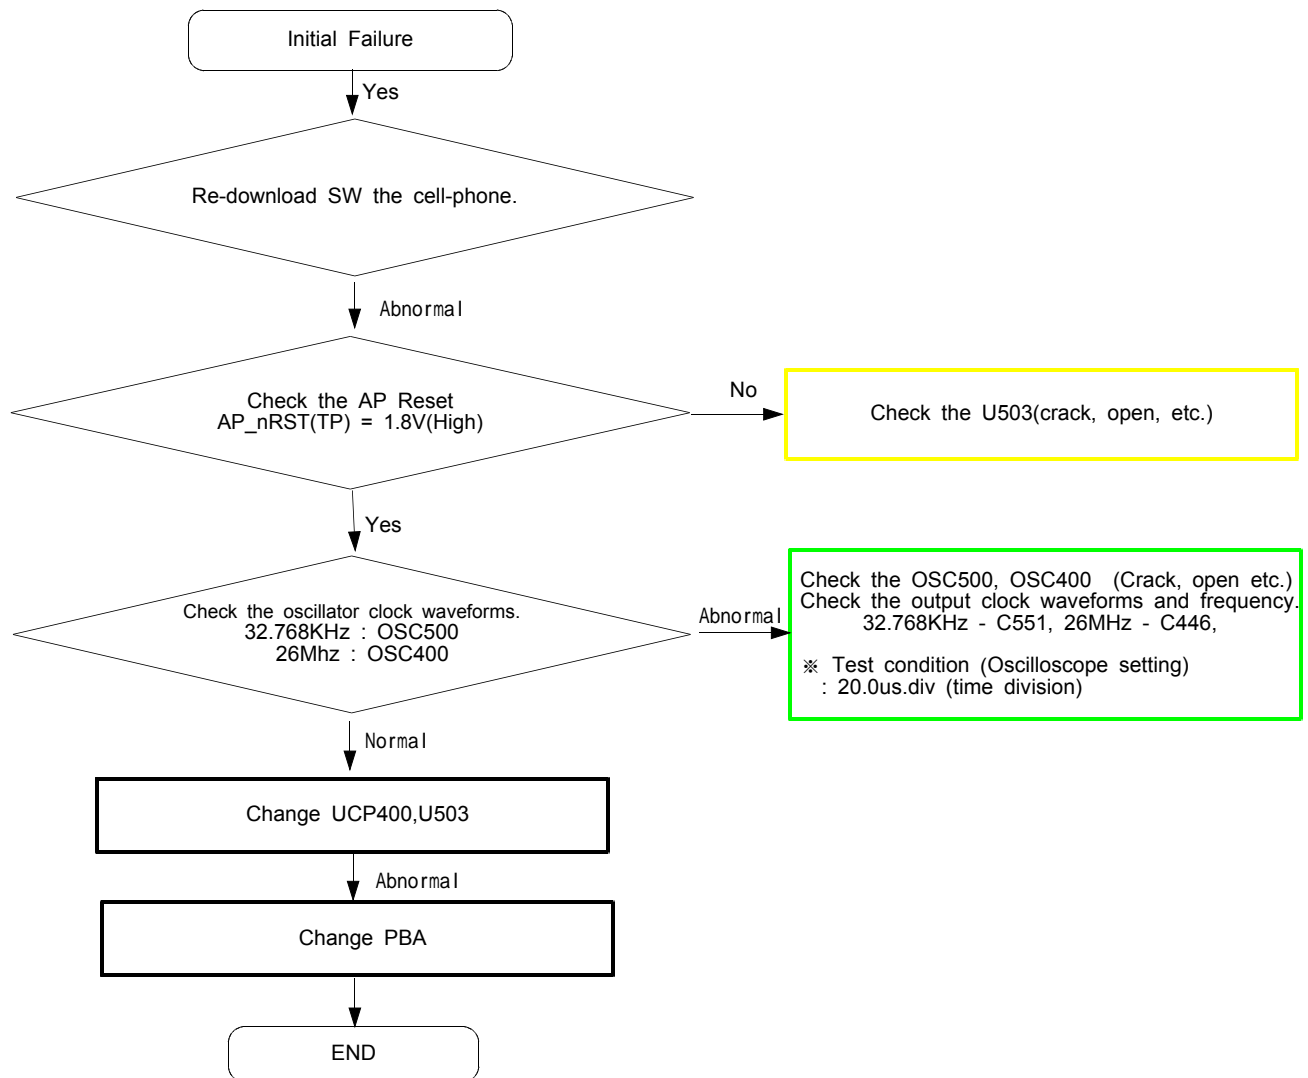 Initial Failure
Yes
Re-download SW the cell-phone.
Abnormal
Check the AP Reset
AP_nRST(TP) = 1.8V(High)
No
Check the U503(crack, open, etc.)
Yes
Check the oscillator clock waveforms.
32.768KHz : OSC500
26Mhz : OSC400
Abnormal
Check the OSC500, OSC400 (Crack, open etc.)
Check the output clock waveforms and frequency.
32.768KHz - C551, 26MHz - C446,
※ Test condition (Oscilloscope setting)
: 20.0us.div (time division)
Normal
Change UCP400,U503
Abnormal
Change PBA
END